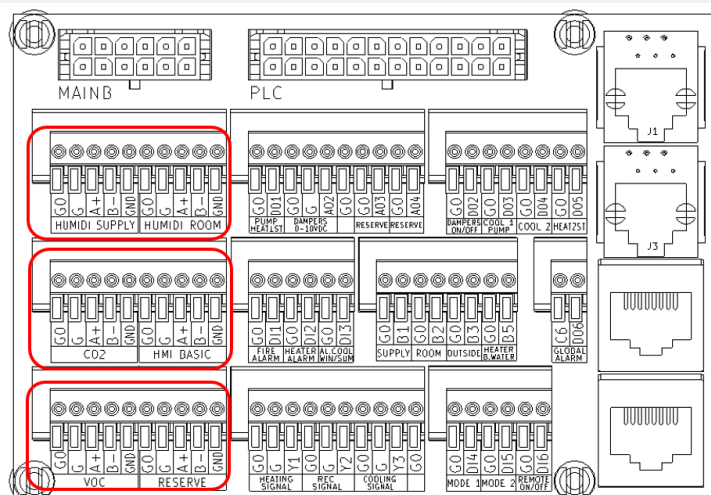 MAINB PLC
J1
G0 G A+ B- GND G0 G A+ B- GND G0 DO1 G0 G AO2 G0 G0 AO3 G0 AO4 G0 DO2 G0 DO3 G0 DO4 G0 DO5
HUMIDI SUPPLY HUMIDI ROOM PUMP HEAT1ST DAMPERS 0-10VDC RESERVE RESERVE DAMPERS ON/OFF COOL 1 PUMP COOL 2 HEAT2ST
J3
G0 G A+ B- GND G0 G A+ B- GND G0 DI1 G0 DI2 G0 DI3 G0 B1 G0 B2 G0 B3 G0 B5 C6 DO6
CO2 HMI BASIC FIRE ALARM HEATER ALARM AL.COOL WIN/SUM SUPPLY ROOM OUTSIDE HEATER B.WATER GLOBAL ALARM
G0 G A+ B- GND G0 G A+ B- GND G0 G Y1 G0 G Y2 G0 G Y3 G0 G0 DI4 G0 DI5 G0 DI6
VOC RESERVE HEATING SIGNAL REC SIGNAL COOLING SIGNAL MODE 1 MODE 2 REMOTE ON/OFF